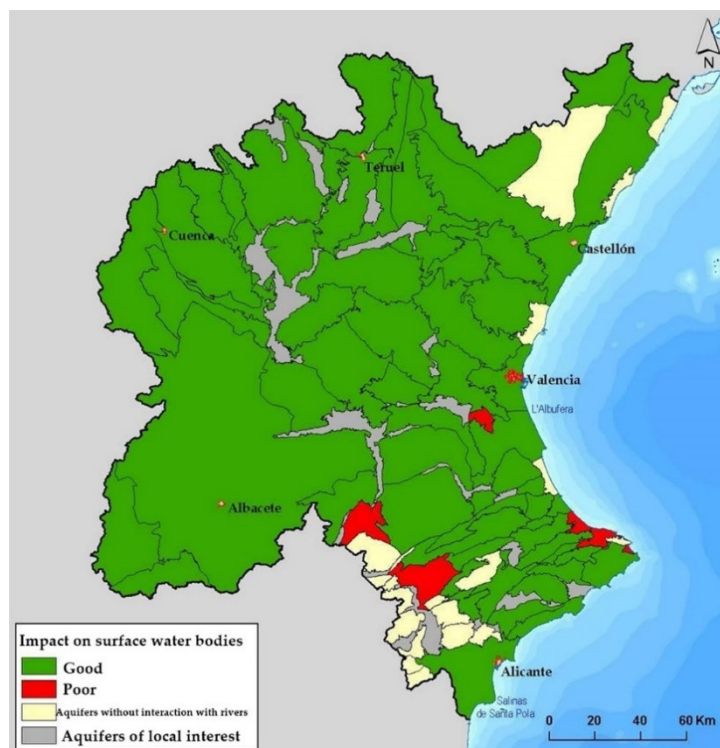 N
Teruel
Cuenca
Castellón
Valencia
L'Albufera
Albacete
Alicante
Salinas
de Santa Pola
Impact on surface water bodies
Good
Poor
Aquifers without interaction with rivers
Aquifers of local interest
0 20 40 60 Km